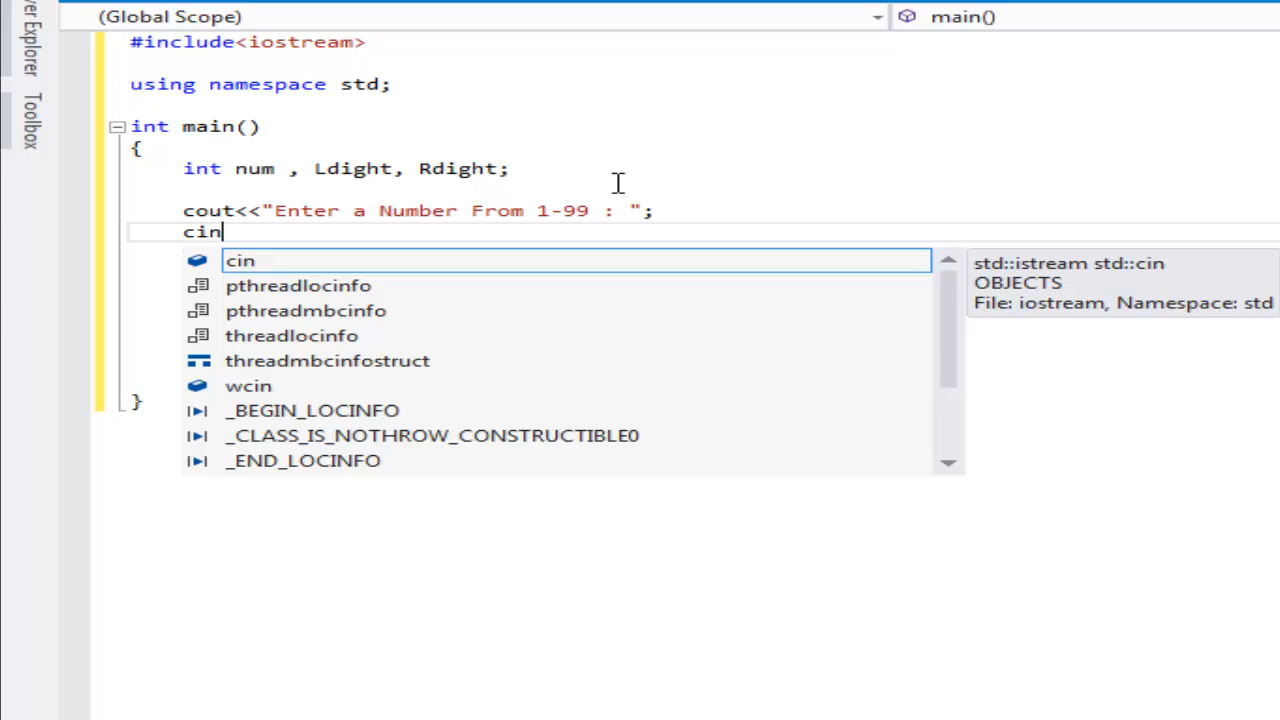 (Global Scope) main()
ver Explorer
Toolbox
#include<iostream>
using namespace std;
int main()
{
int num , Ldight, Rdight;
cout<<"Enter a Number From 1-99 : ";
cin
cin
pthreadlocinfo
pthreadmbcinfo
threadlocinfo
threadmbcinfostruct
wcin
_BEGIN_LOCINFO
_CLASS_IS_NOTHROW_CONSTRUCTIBLE0
_END_LOCINFO
std::istream std::cin
OBJECTS
File: iostream, Namespace: std
}